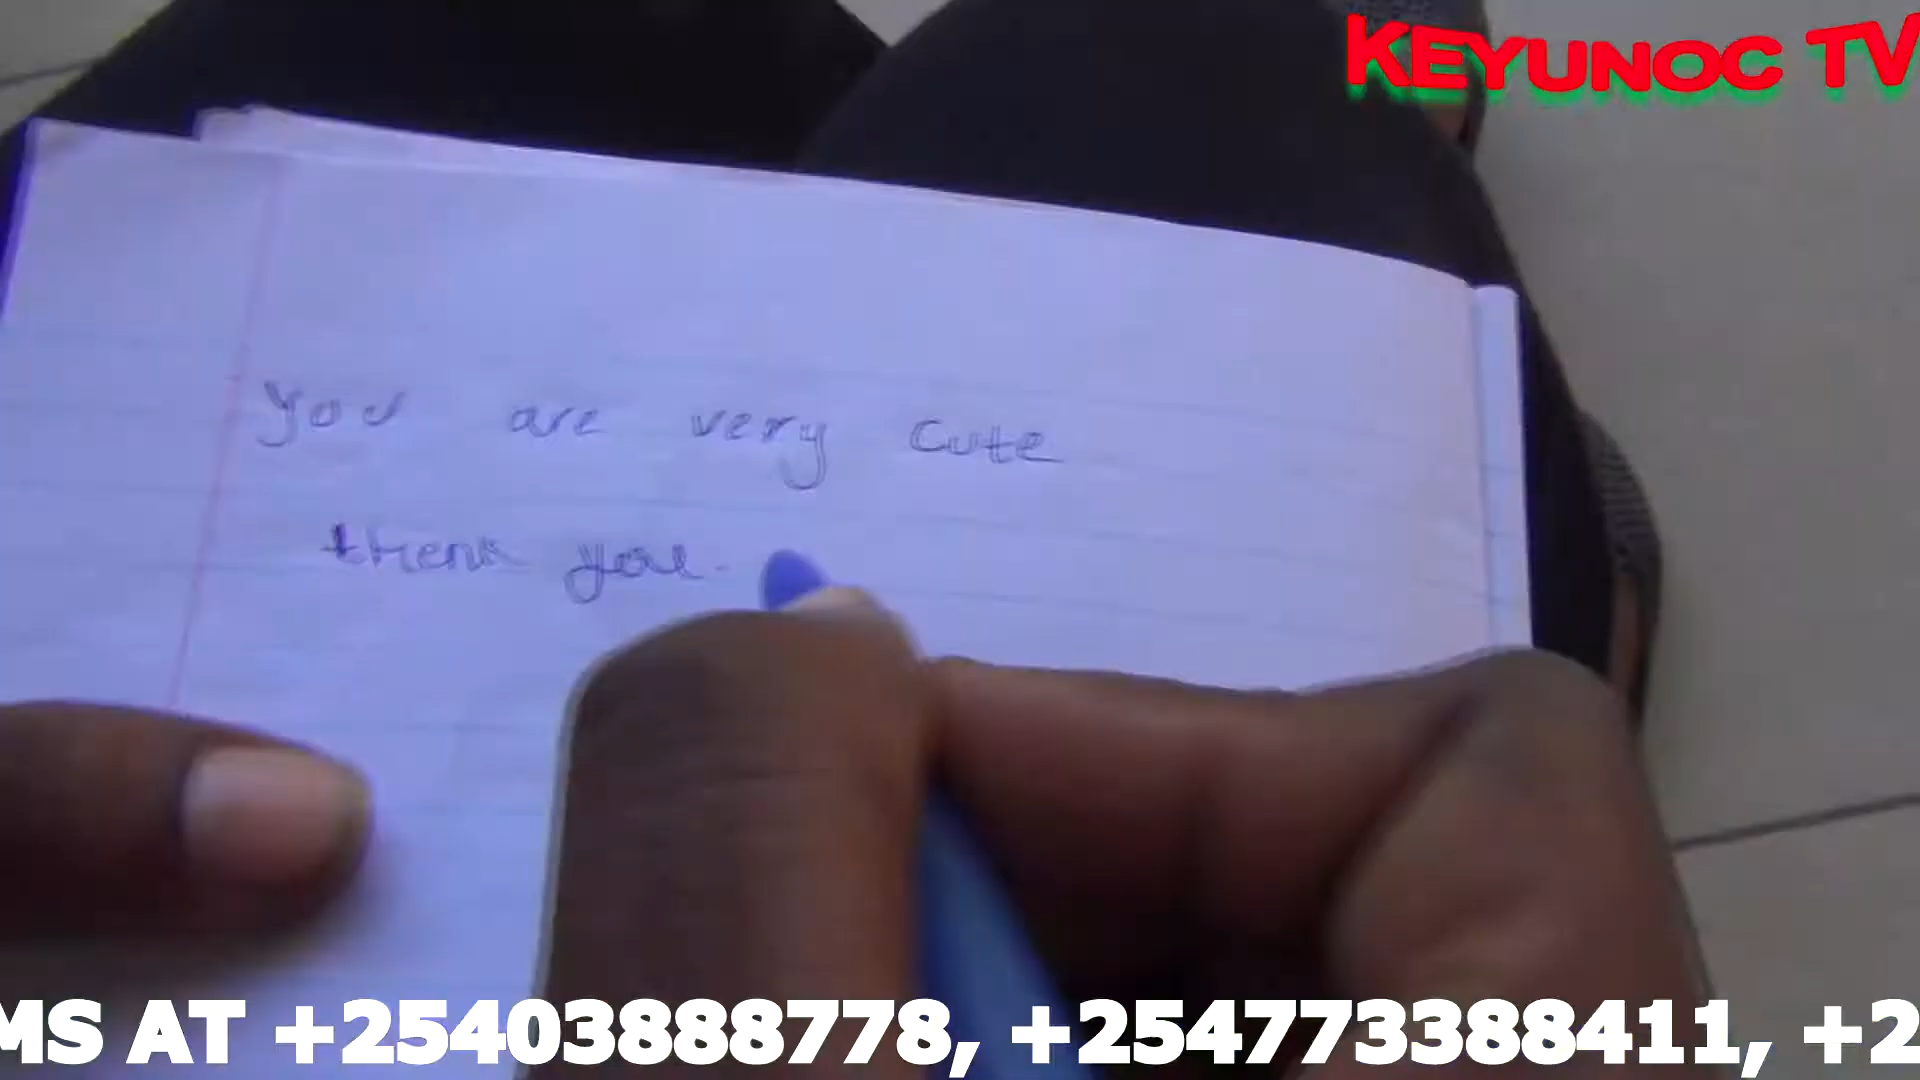 KEYUNOC TV
you are very cute
thenk you.
MS AT +25403888778, +254773388411, +2